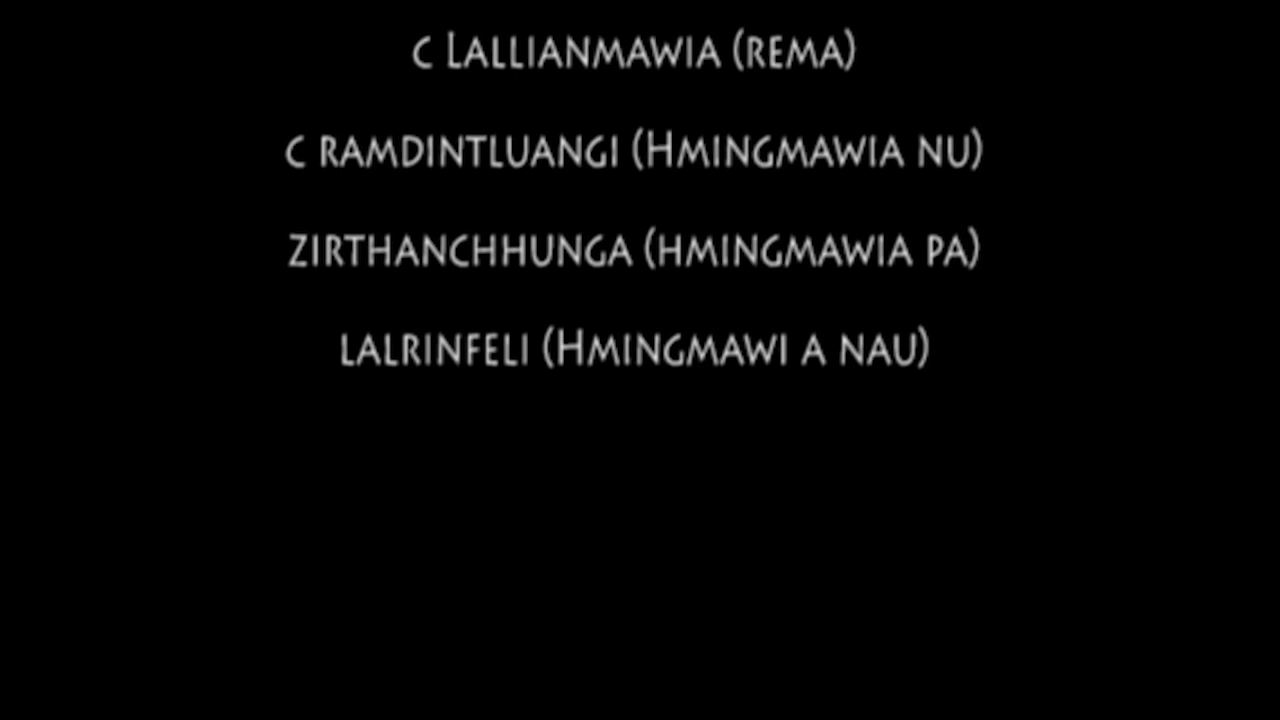 C LALLIANMAWIA (REMA)
C RAMDINTLUANGI (HMINGMAWIA NU)
ZIRTHANCHHUNGA (HMINGMAWIA PA)
LALRINFELI (HMINGMAWI A NAU)